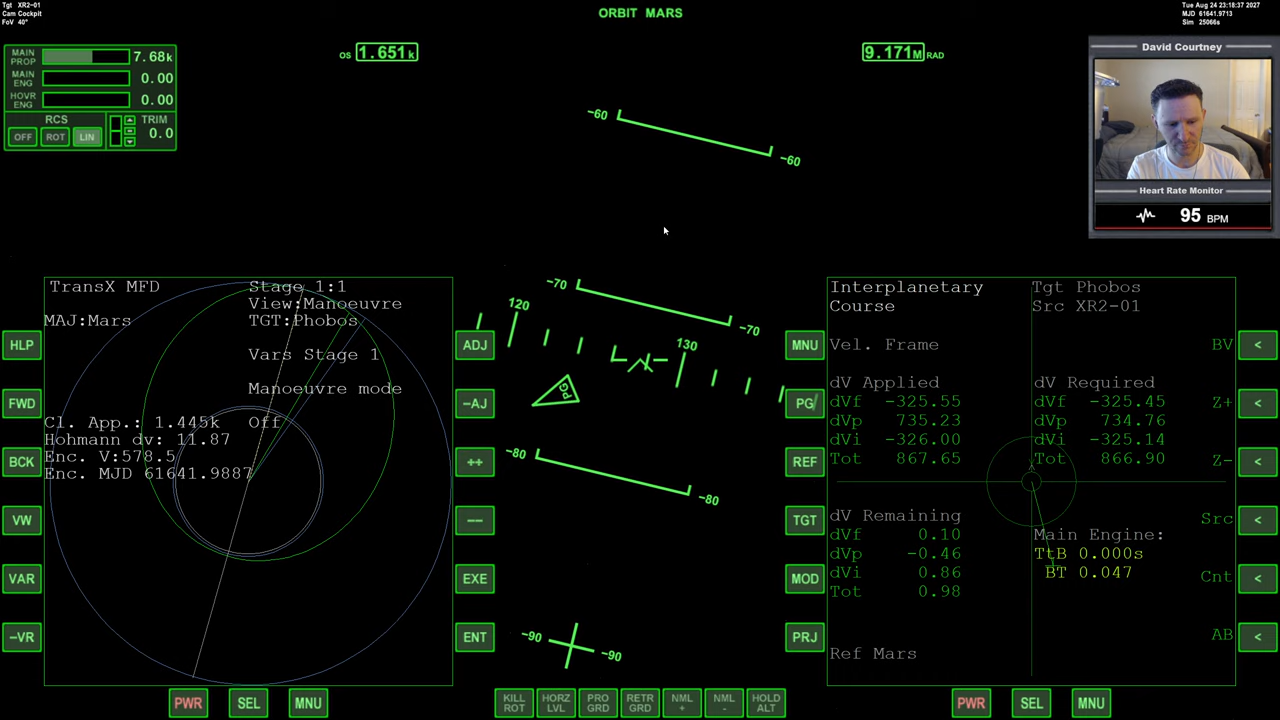 Tgt XR2-01
Cam Cockpit
FoV 40°
ORBIT MARS
Tue Aug 24 23:18:37 2027
MJD 61641.9713
Sim 25066s
MAIN PROP 7.68k
MAIN ENG 0.00
HOVR ENG 0.00
RCS
TRIM
0.0
OFF ROT LIN
OS 1.651k
9.171M RAD
David Courtney
Heart Rate Monitor
95 BPM
-60 -60
-70 -70
120
130
PG
-80 -80
-90 -90
TransX MFD
Stage 1:1
View:Manoeuvre
MAJ:Mars
TGT:Phobos
Vars Stage 1
Manoeuvre mode
Cl. App.: 1.445k
Off
Hohmann dv: 11.87
Enc. V:578.5
Enc. MJD 61641.9887
HLP
FWD
BCK
VW
VAR
-VR
ADJ
-AJ
++
--
EXE
ENT
PWR SEL MNU
Interplanetary
Course
Tgt Phobos
Src XR2-01
Vel. Frame
dV Applied
dVf -325.55
dVp 735.23
dVi -326.00
Tot 867.65
dV Required
dVf -325.45
dVp 734.76
dVi -325.14
Tot 866.90
dV Remaining
dVf 0.10
dVp -0.46
dVi 0.86
Tot 0.98
Main Engine:
TtB 0.000s
BT 0.047
Ref Mars
MNU
PG
REF
TGT
MOD
PRJ
BV <
Z+ <
Z- <
Src <
Cnt <
AB <
PWR SEL MNU
KILL ROT
HORZ LVL
PRO GRD
RETR GRD
NML +
NML -
HOLD ALT